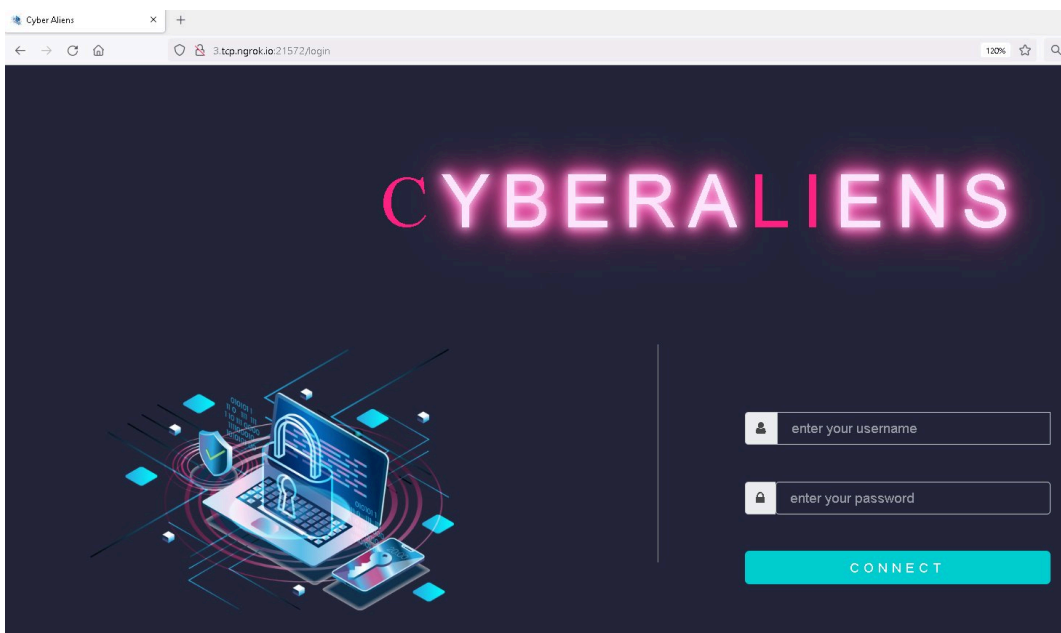 Cyber Aliens
3.tcp.ngrok.io:21572/login
120%
CYBERALIENS
enter your username
enter your password
CONNECT